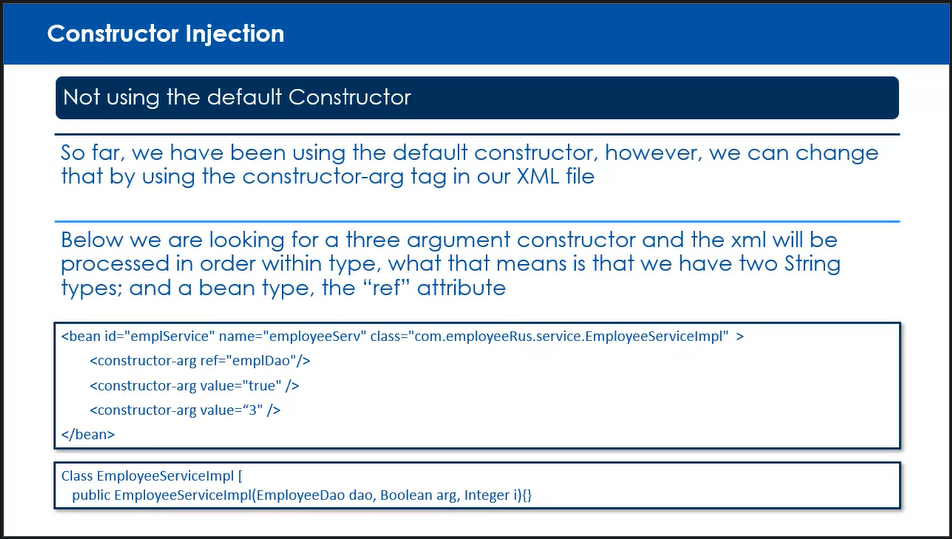 Constructor Injection
Not using the default Constructor
So far, we have been using the default constructor, however, we can change
that by using the constructor-arg tag in our XML file
Below we are looking for a three argument constructor and the xml will be
processed in order within type, what that means is that we have two String
types; and a bean type, the “ref” attribute
<bean id="emplService" name="employeeServ" class="com.employeeRus.service.EmployeeServiceImpl" >
<constructor-arg ref="emplDao"/>
<constructor-arg value="true" />
<constructor-arg value=“3" />
</bean>
Class EmployeeServiceImpl [
public EmployeeServiceImpl(EmployeeDao dao, Boolean arg, Integer i){}